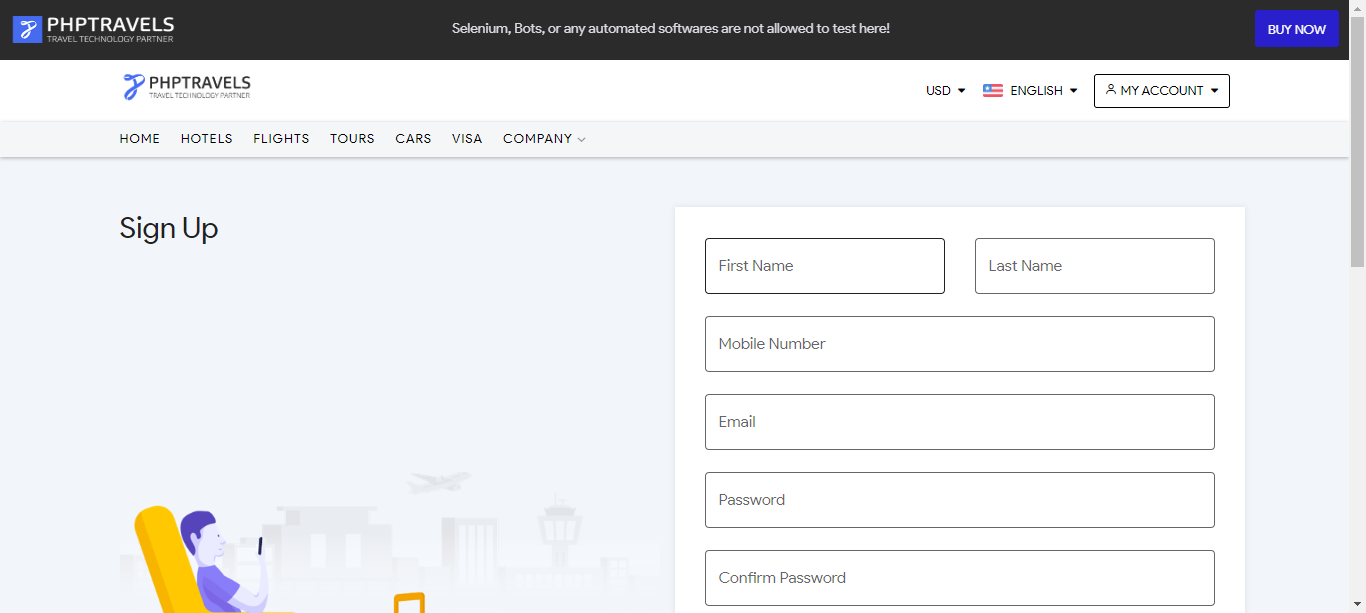 PHPTRAVELS
TRAVEL TECHNOLOGY PARTNER
Selenium, Bots, or any automated softwares are not allowed to test here!
BUY NOW
PHPTRAVELS
TRAVEL TECHNOLOGY PARTNER
USD
ENGLISH
MY ACCOUNT
HOME HOTELS FLIGHTS TOURS CARS VISA COMPANY
Sign Up
First Name
Last Name
Mobile Number
Email
Password
Confirm Password